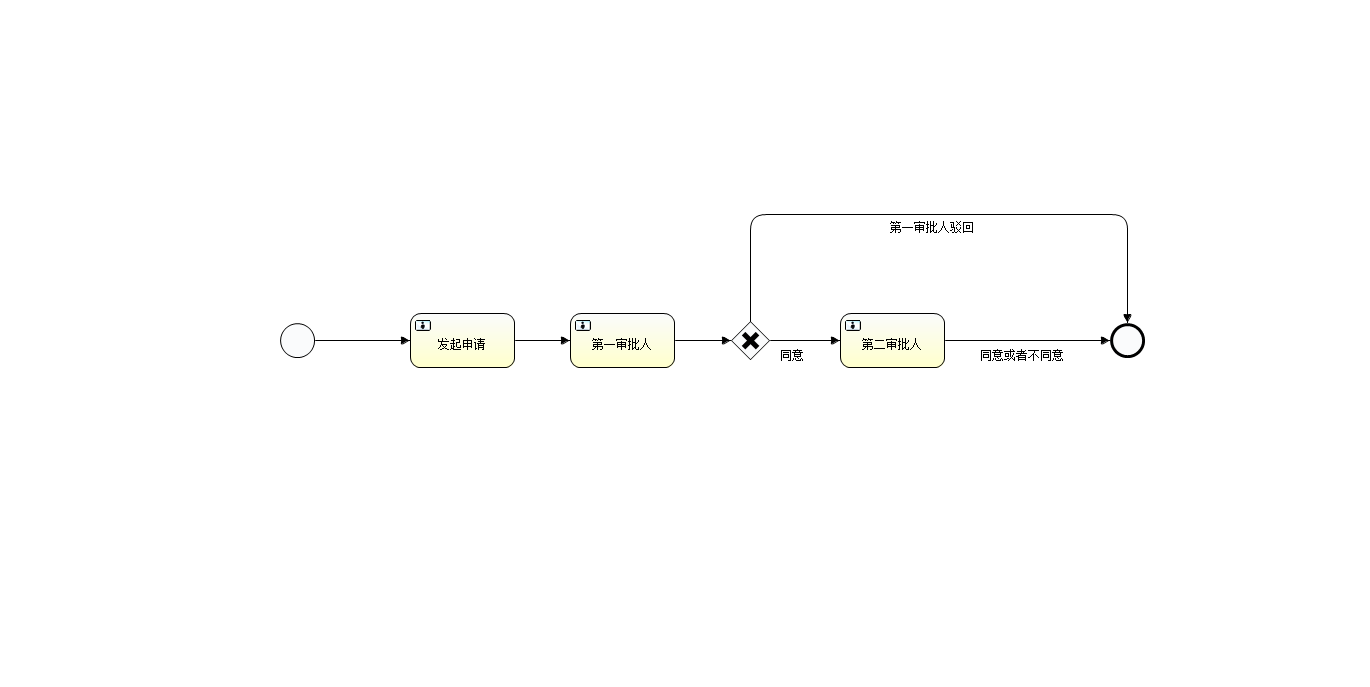 第一审批人驳回
发起申请
第一审批人
同意
第二审批人
同意或者不同意